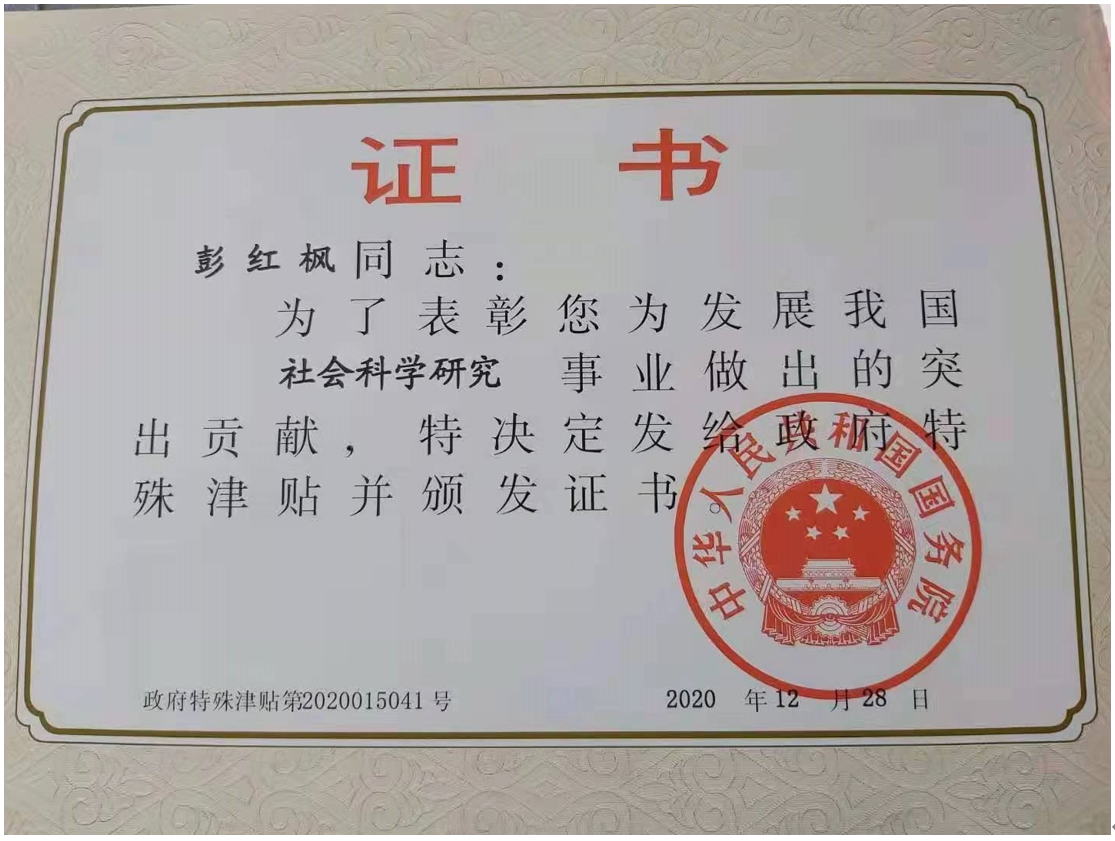 证书
彭红枫同志：
为了表彰您为发展我国
社会科学研究 事业做出的突
出贡献，特决定发给政府特
殊津贴并颁发证书。
中华人民共和国国务院
政府特殊津贴第2020015041号
2020 年 12 月 28 日